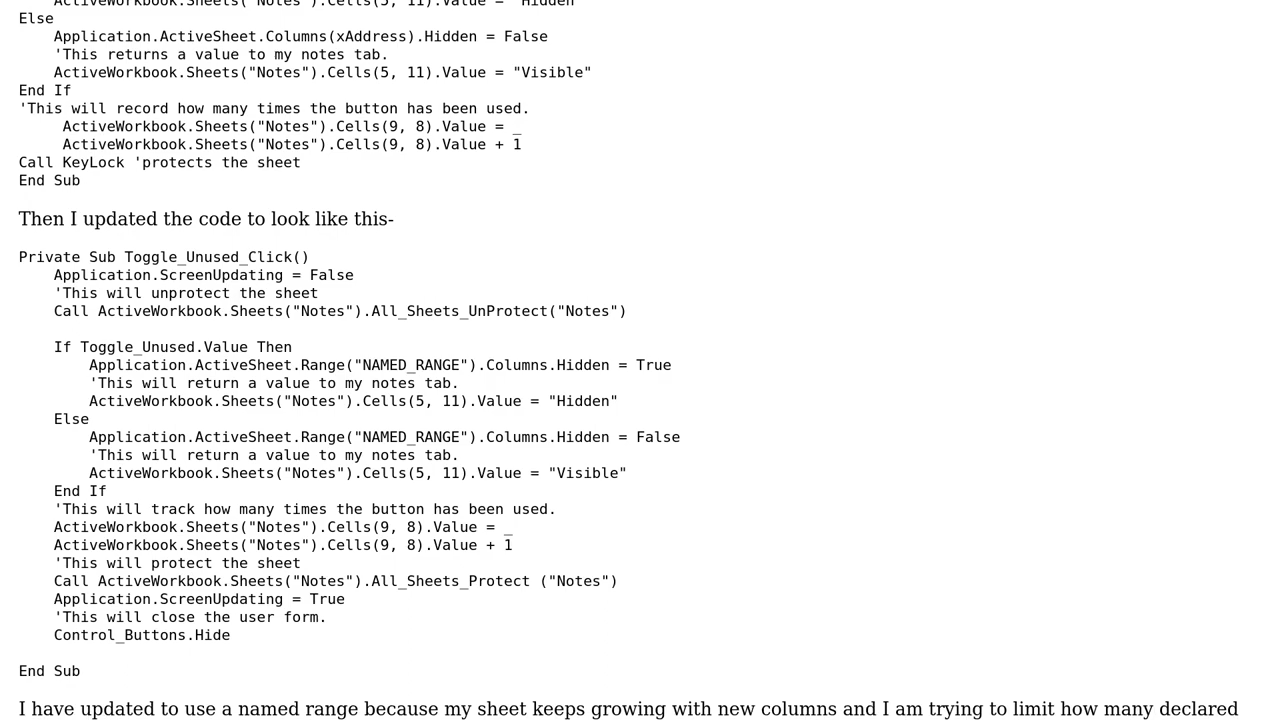 ActiveWorkbook.Sheets("Notes").Cells(5, 11).Value = "Hidden"
Else
    Application.ActiveSheet.Columns(xAddress).Hidden = False
    'This returns a value to my notes tab.
    ActiveWorkbook.Sheets("Notes").Cells(5, 11).Value = "Visible"
End If
'This will record how many times the button has been used.
     ActiveWorkbook.Sheets("Notes").Cells(9, 8).Value = _
     ActiveWorkbook.Sheets("Notes").Cells(9, 8).Value + 1
Call KeyLock 'protects the sheet
End Sub
Then I updated the code to look like this-
Private Sub Toggle_Unused_Click()
    Application.ScreenUpdating = False
    'This will unprotect the sheet
    Call ActiveWorkbook.Sheets("Notes").All_Sheets_UnProtect("Notes")
    If Toggle_Unused.Value Then
        Application.ActiveSheet.Range("NAMED_RANGE").Columns.Hidden = True
        'This will return a value to my notes tab.
        ActiveWorkbook.Sheets("Notes").Cells(5, 11).Value = "Hidden"
    Else
        Application.ActiveSheet.Range("NAMED_RANGE").Columns.Hidden = False
        'This will return a value to my notes tab.
        ActiveWorkbook.Sheets("Notes").Cells(5, 11).Value = "Visible"
    End If
    'This will track how many times the button has been used.
    ActiveWorkbook.Sheets("Notes").Cells(9, 8).Value = _
    ActiveWorkbook.Sheets("Notes").Cells(9, 8).Value + 1
    'This will protect the sheet
    Call ActiveWorkbook.Sheets("Notes").All_Sheets_Protect ("Notes")
    Application.ScreenUpdating = True
    'This will close the user form.
    Control_Buttons.Hide
End Sub
I have updated to use a named range because my sheet keeps growing with new columns and I am trying to limit how many declared